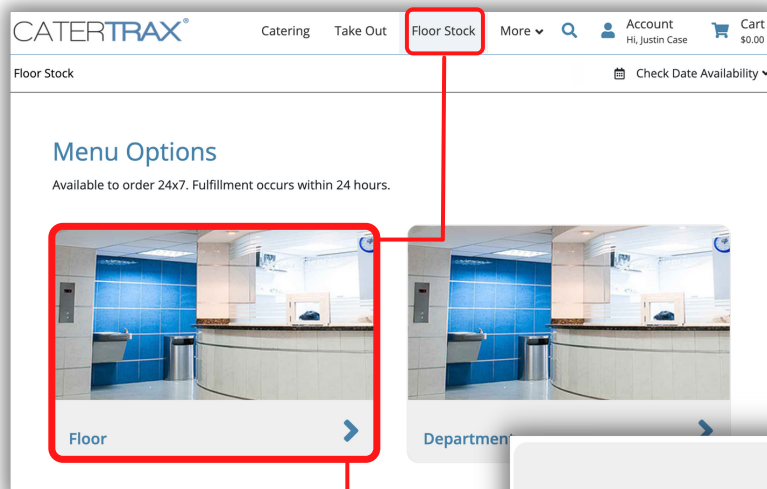 CATERTRAX®
Catering Take Out Floor Stock More Account Cart
Hi, Justin Case $0.00
Floor Stock Check Date Availability
Menu Options
Available to order 24x7. Fulfillment occurs within 24 hours.
Floor Department